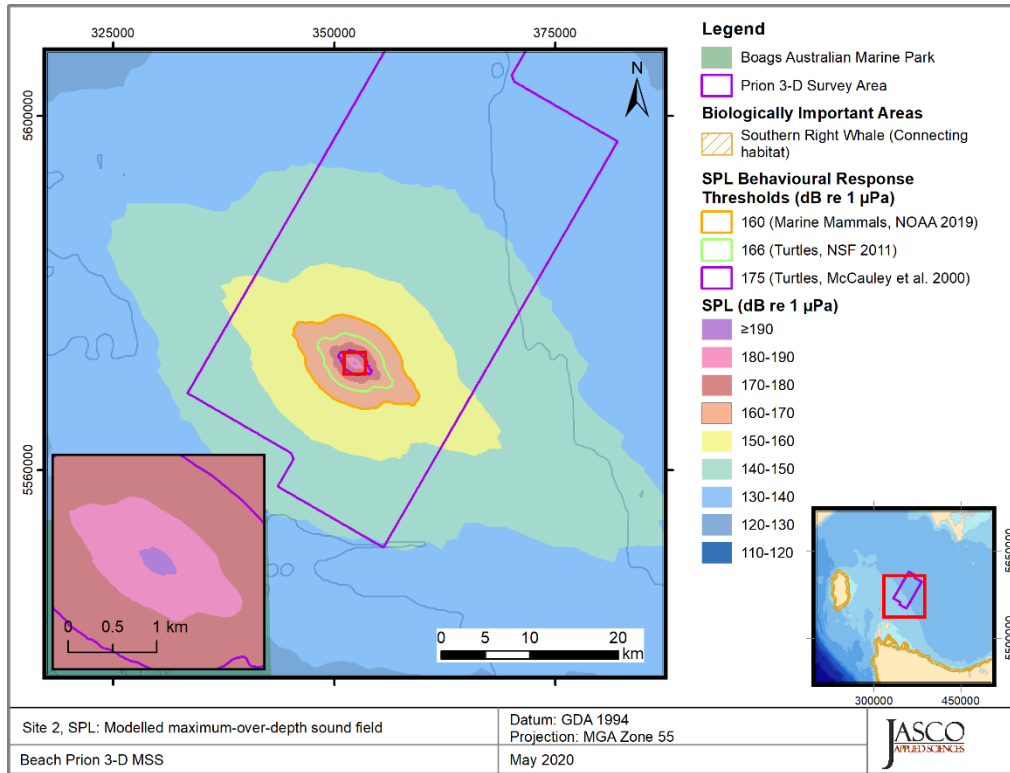 325000
350000
375000
5600000
5560000
N
0 0.5 1 km
0 5 10 20
km
Legend
Boags Australian Marine Park
Prion 3-D Survey Area
Biologically Important Areas
Southern Right Whale (Connecting
habitat)
SPL Behavioural Response
Thresholds (dB re 1 µPa)
160 (Marine Mammals, NOAA 2019)
166 (Turtles, NSF 2011)
175 (Turtles, McCauley et al. 2000)
SPL (dB re 1 µPa)
≥190
180-190
170-180
160-170
150-160
140-150
130-140
120-130
110-120
5650000
5500000
300000
450000
Site 2, SPL: Modelled maximum-over-depth sound field
Datum: GDA 1994
Projection: MGA Zone 55
Beach Prion 3-D MSS
May 2020
JASCO
APPLIED SCIENCES